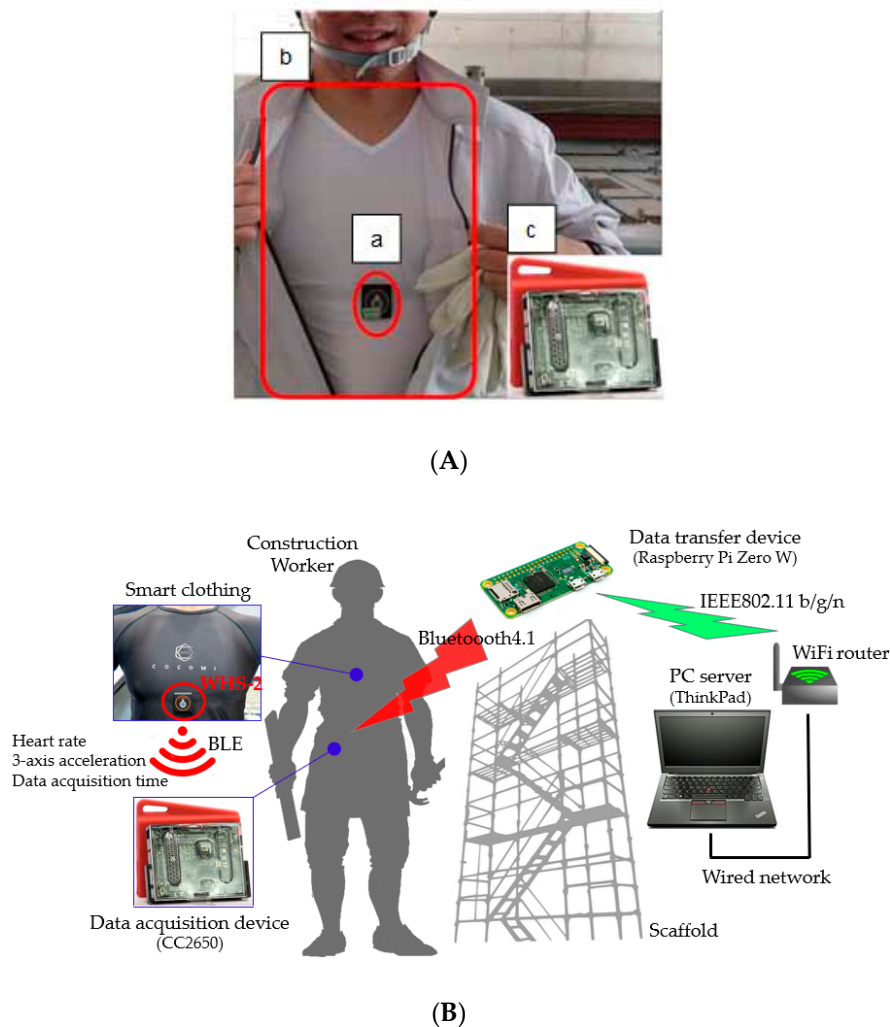 b
a
c
(A)
Construction
Worker
Smart clothing
COCOMI
WHS-2
BLE
Heart rate
3-axis acceleration
Data acquisition time
Data acquisition device
(CC2650)
Bluetoooth4.1
Data transfer device
(Raspberry Pi Zero W)
IEEE802.11 b/g/n
WiFi router
PC server
(ThinkPad)
Wired network
Scaffold
(B)